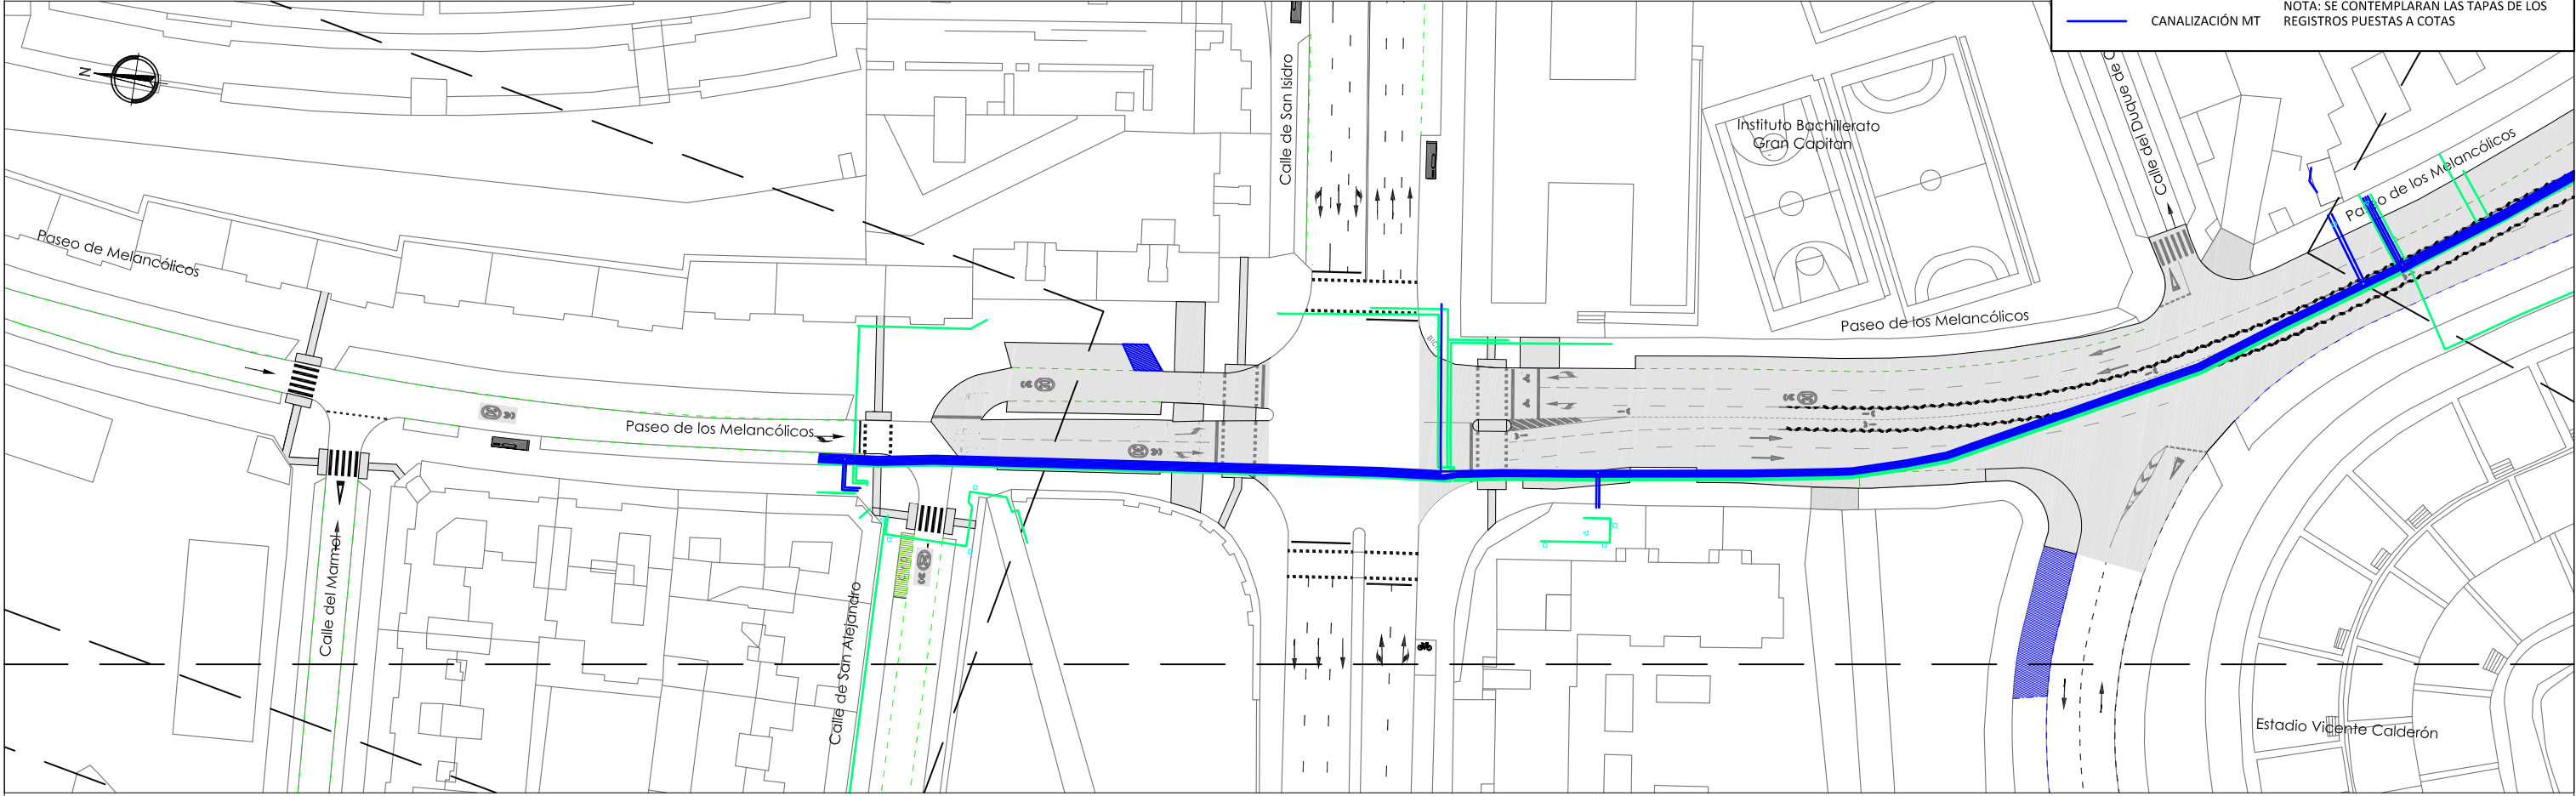 NOTA: SE CONTEMPLARAN LAS TAPAS DE LOS
REGISTROS PUESTAS A COTAS
CANALIZACIÓN MT
N
Calle de San Isidro
Instituto Bachillerato
Gran Capitan
Calle del Duque de
Paseo de los Melancólicos
Paseo de Melancólicos
Paseo de los Melancólicos
Paseo de los Melancólicos
Calle del Marmol
Calle de San Alejandro
Estadio Vicente Calderón